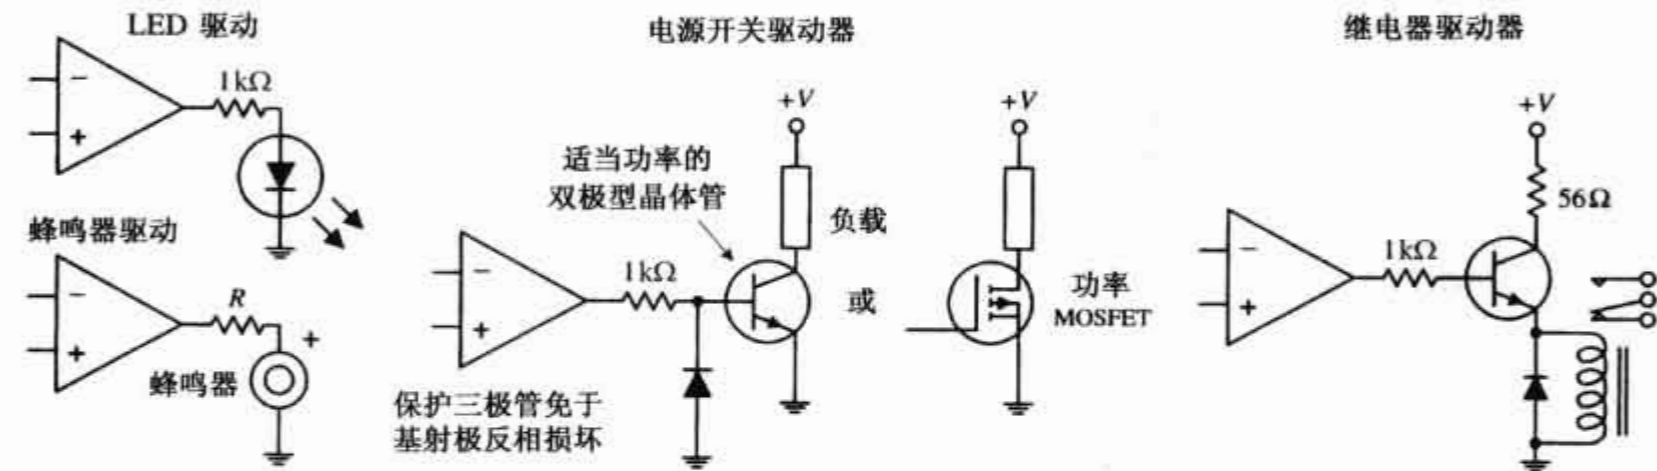 LED 驱动
1kΩ
−
+
蜂鸣器驱动
R
−
+
+
蜂鸣器
电源开关驱动器
+V
+V
适当功率的
双极型晶体管
负载
1kΩ
−
+
或
功率
MOSFET
保护三极管免于
基射极反相损坏
继电器驱动器
+V
56Ω
1kΩ
−
+